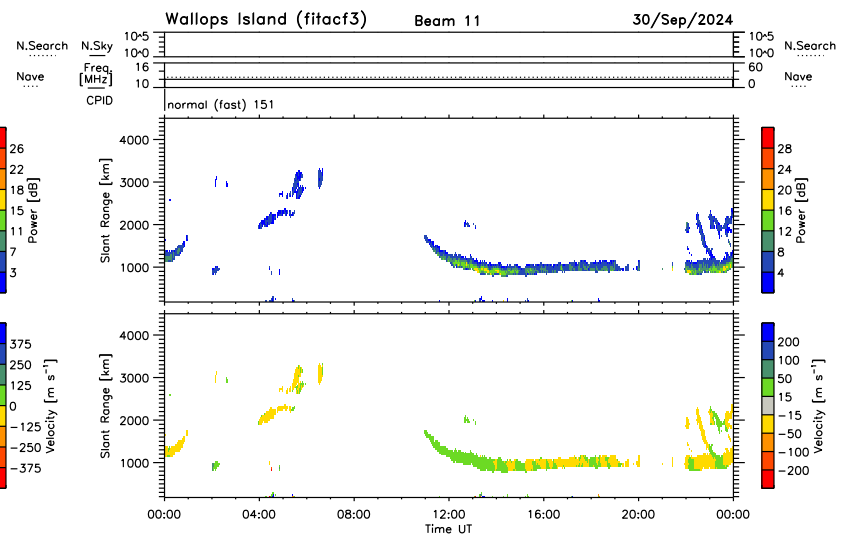 Wallops Island (fitacf3) Beam 11 30/Sep/2024
N.Search N.Sky 10^5 10^0 10^5 10^0 N.Search
Nave Freq. [MHz] 16 10 60 0 Nave
CPID normal (fast) 151
Power [dB] 26 22 18 15 11 7 3
Slant Range [km] 4000 3000 2000 1000
28 24 20 16 12 8 4 Power [dB]
Velocity [m s⁻¹] 375 250 125 0 −125 −250 −375
Slant Range [km] 4000 3000 2000 1000
200 100 50 15 −15 −50 −100 −200 Velocity [m s⁻¹]
00:00 04:00 08:00 12:00 16:00 20:00 00:00
Time UT